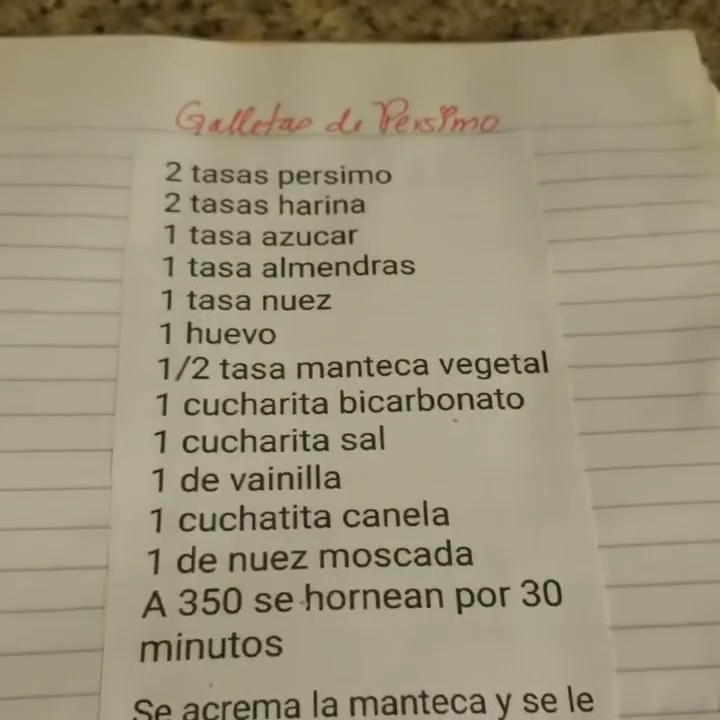 Galletas de Persimo
2 tasas persimo
2 tasas harina
1 tasa azucar
1 tasa almendras
1 tasa nuez
1 huevo
1/2 tasa manteca vegetal
1 cucharita bicarbonato
1 cucharita sal
1 de vainilla
1 cuchatita canela
1 de nuez moscada
A 350 se hornean por 30
minutos
Se acrema la manteca y se le